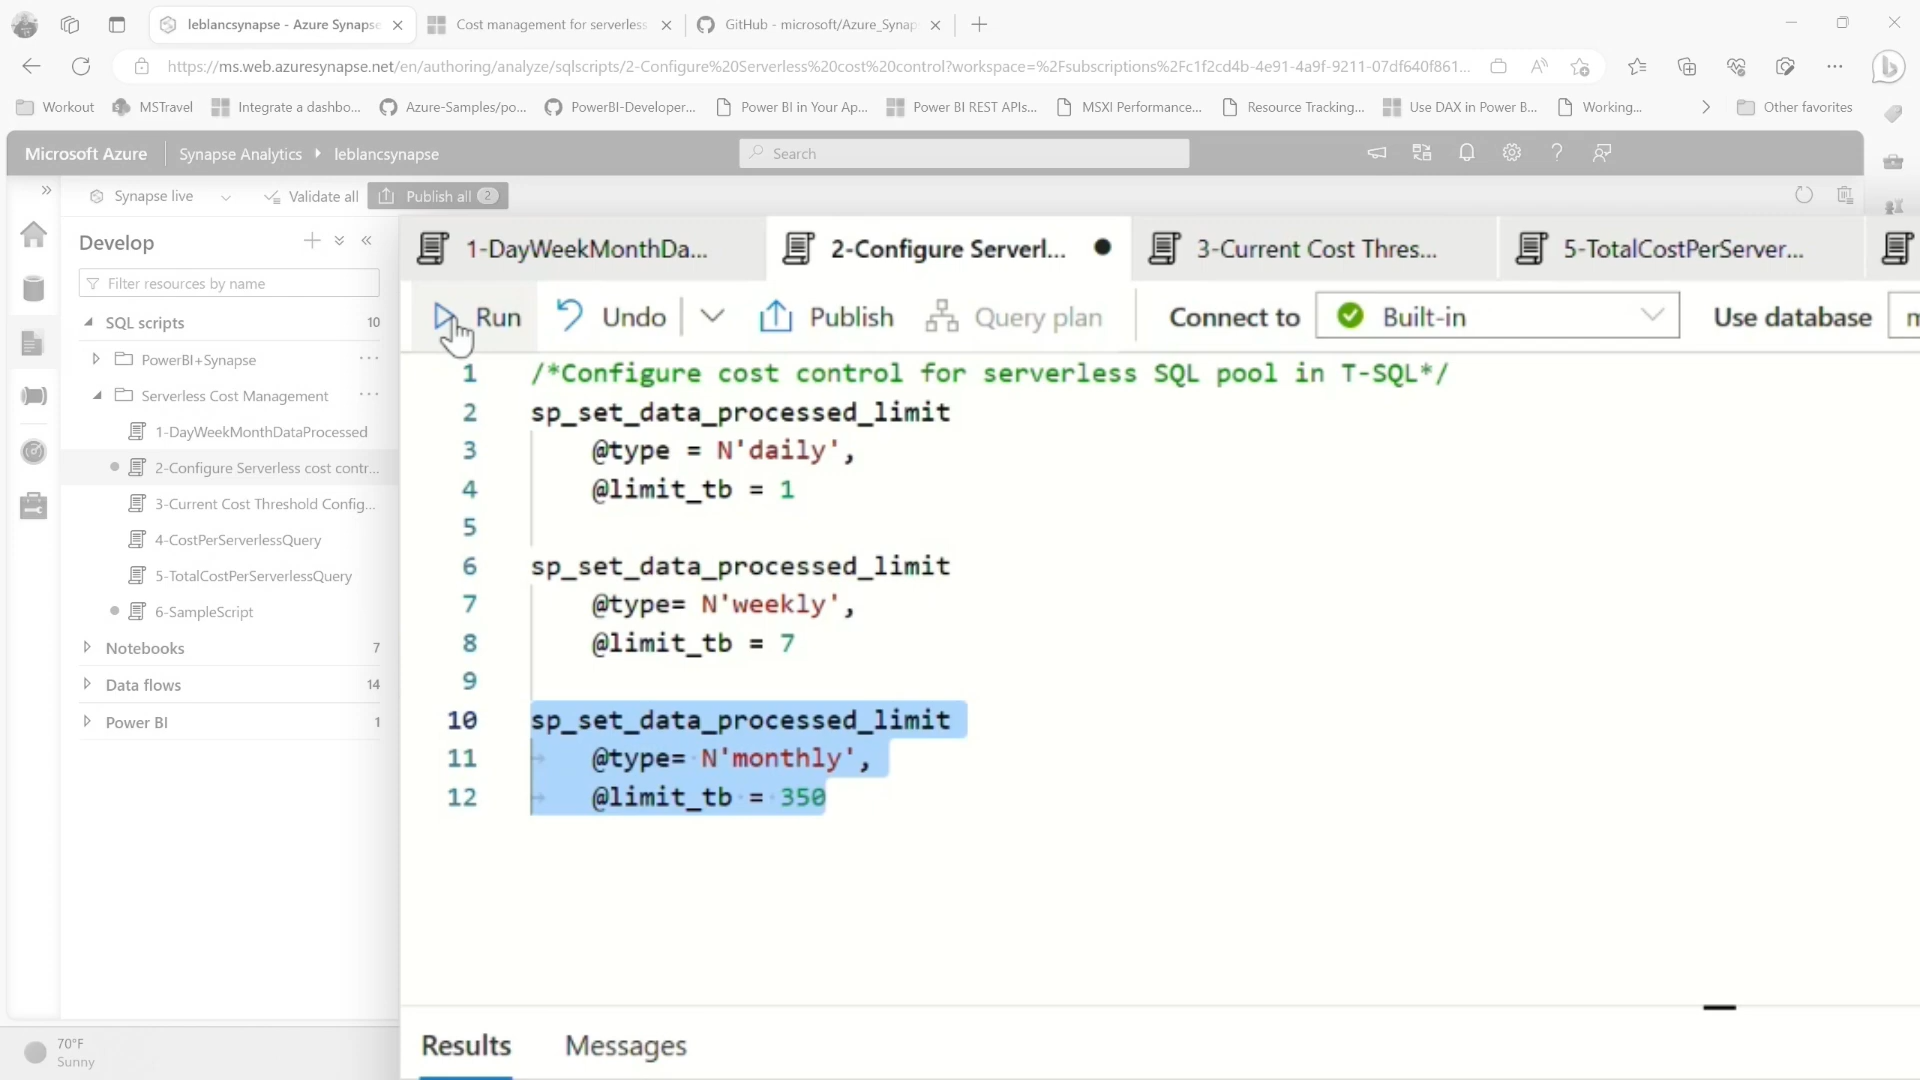 leblancsynapse - Azure Synapse
Cost management for serverless
GitHub - microsoft/Azure_Synap
https://ms.web.azuresynapse.net/en/authoring/analyze/sqlscripts/2-Configure%20Serverless%20cost%20control?workspace=%2Fsubscriptions%2Fc1f2cd4b-4e91-4a9f-9211-07df640f861...
Workout
MSTravel
Integrate a dashbo...
Azure-Samples/po...
PowerBI-Developer...
Power BI in Your Ap...
Power BI REST APIs...
MSXI Performance...
Resource Tracking...
Use DAX in Power B...
Working...
Other favorites
Microsoft Azure
Synapse Analytics
leblancsynapse
Search
Synapse live
Validate all
Publish all 2
Develop
Filter resources by name
SQL scripts 10
PowerBI+Synapse ...
Serverless Cost Management ...
1-DayWeekMonthDataProcessed
2-Configure Serverless cost contr...
3-Current Cost Threshold Config...
4-CostPerServerlessQuery
5-TotalCostPerServerlessQuery
6-SampleScript
Notebooks 7
Data flows 14
Power BI 1
1-DayWeekMonthDa...
2-Configure Serverl...
3-Current Cost Thres...
5-TotalCostPerServer...
Run
Undo
Publish
Query plan
Connect to
Built-in
Use database
1 /*Configure cost control for serverless SQL pool in T-SQL*/
2 sp_set_data_processed_limit
3 @type = N'daily',
4 @limit_tb = 1
5
6 sp_set_data_processed_limit
7 @type= N'weekly',
8 @limit_tb = 7
9
10 sp_set_data_processed_limit
11 @type= N'monthly',
12 @limit_tb = 350
Results
Messages
70°F
Sunny